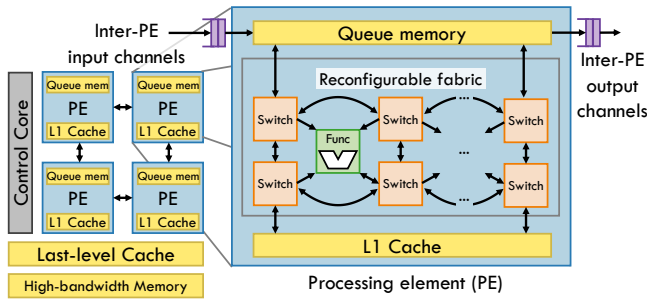 Inter-PE
input channels
Queue memory
Inter-PE
output
channels
Reconfigurable fabric
Control Core
Queue mem
PE
L1 Cache
Queue mem
PE
L1 Cache
Queue mem
PE
L1 Cache
Queue mem
PE
L1 Cache
Switch
Switch
...
Switch
Func
...
Switch
Switch
...
Switch
L1 Cache
Last-level Cache
High-bandwidth Memory
Processing element (PE)